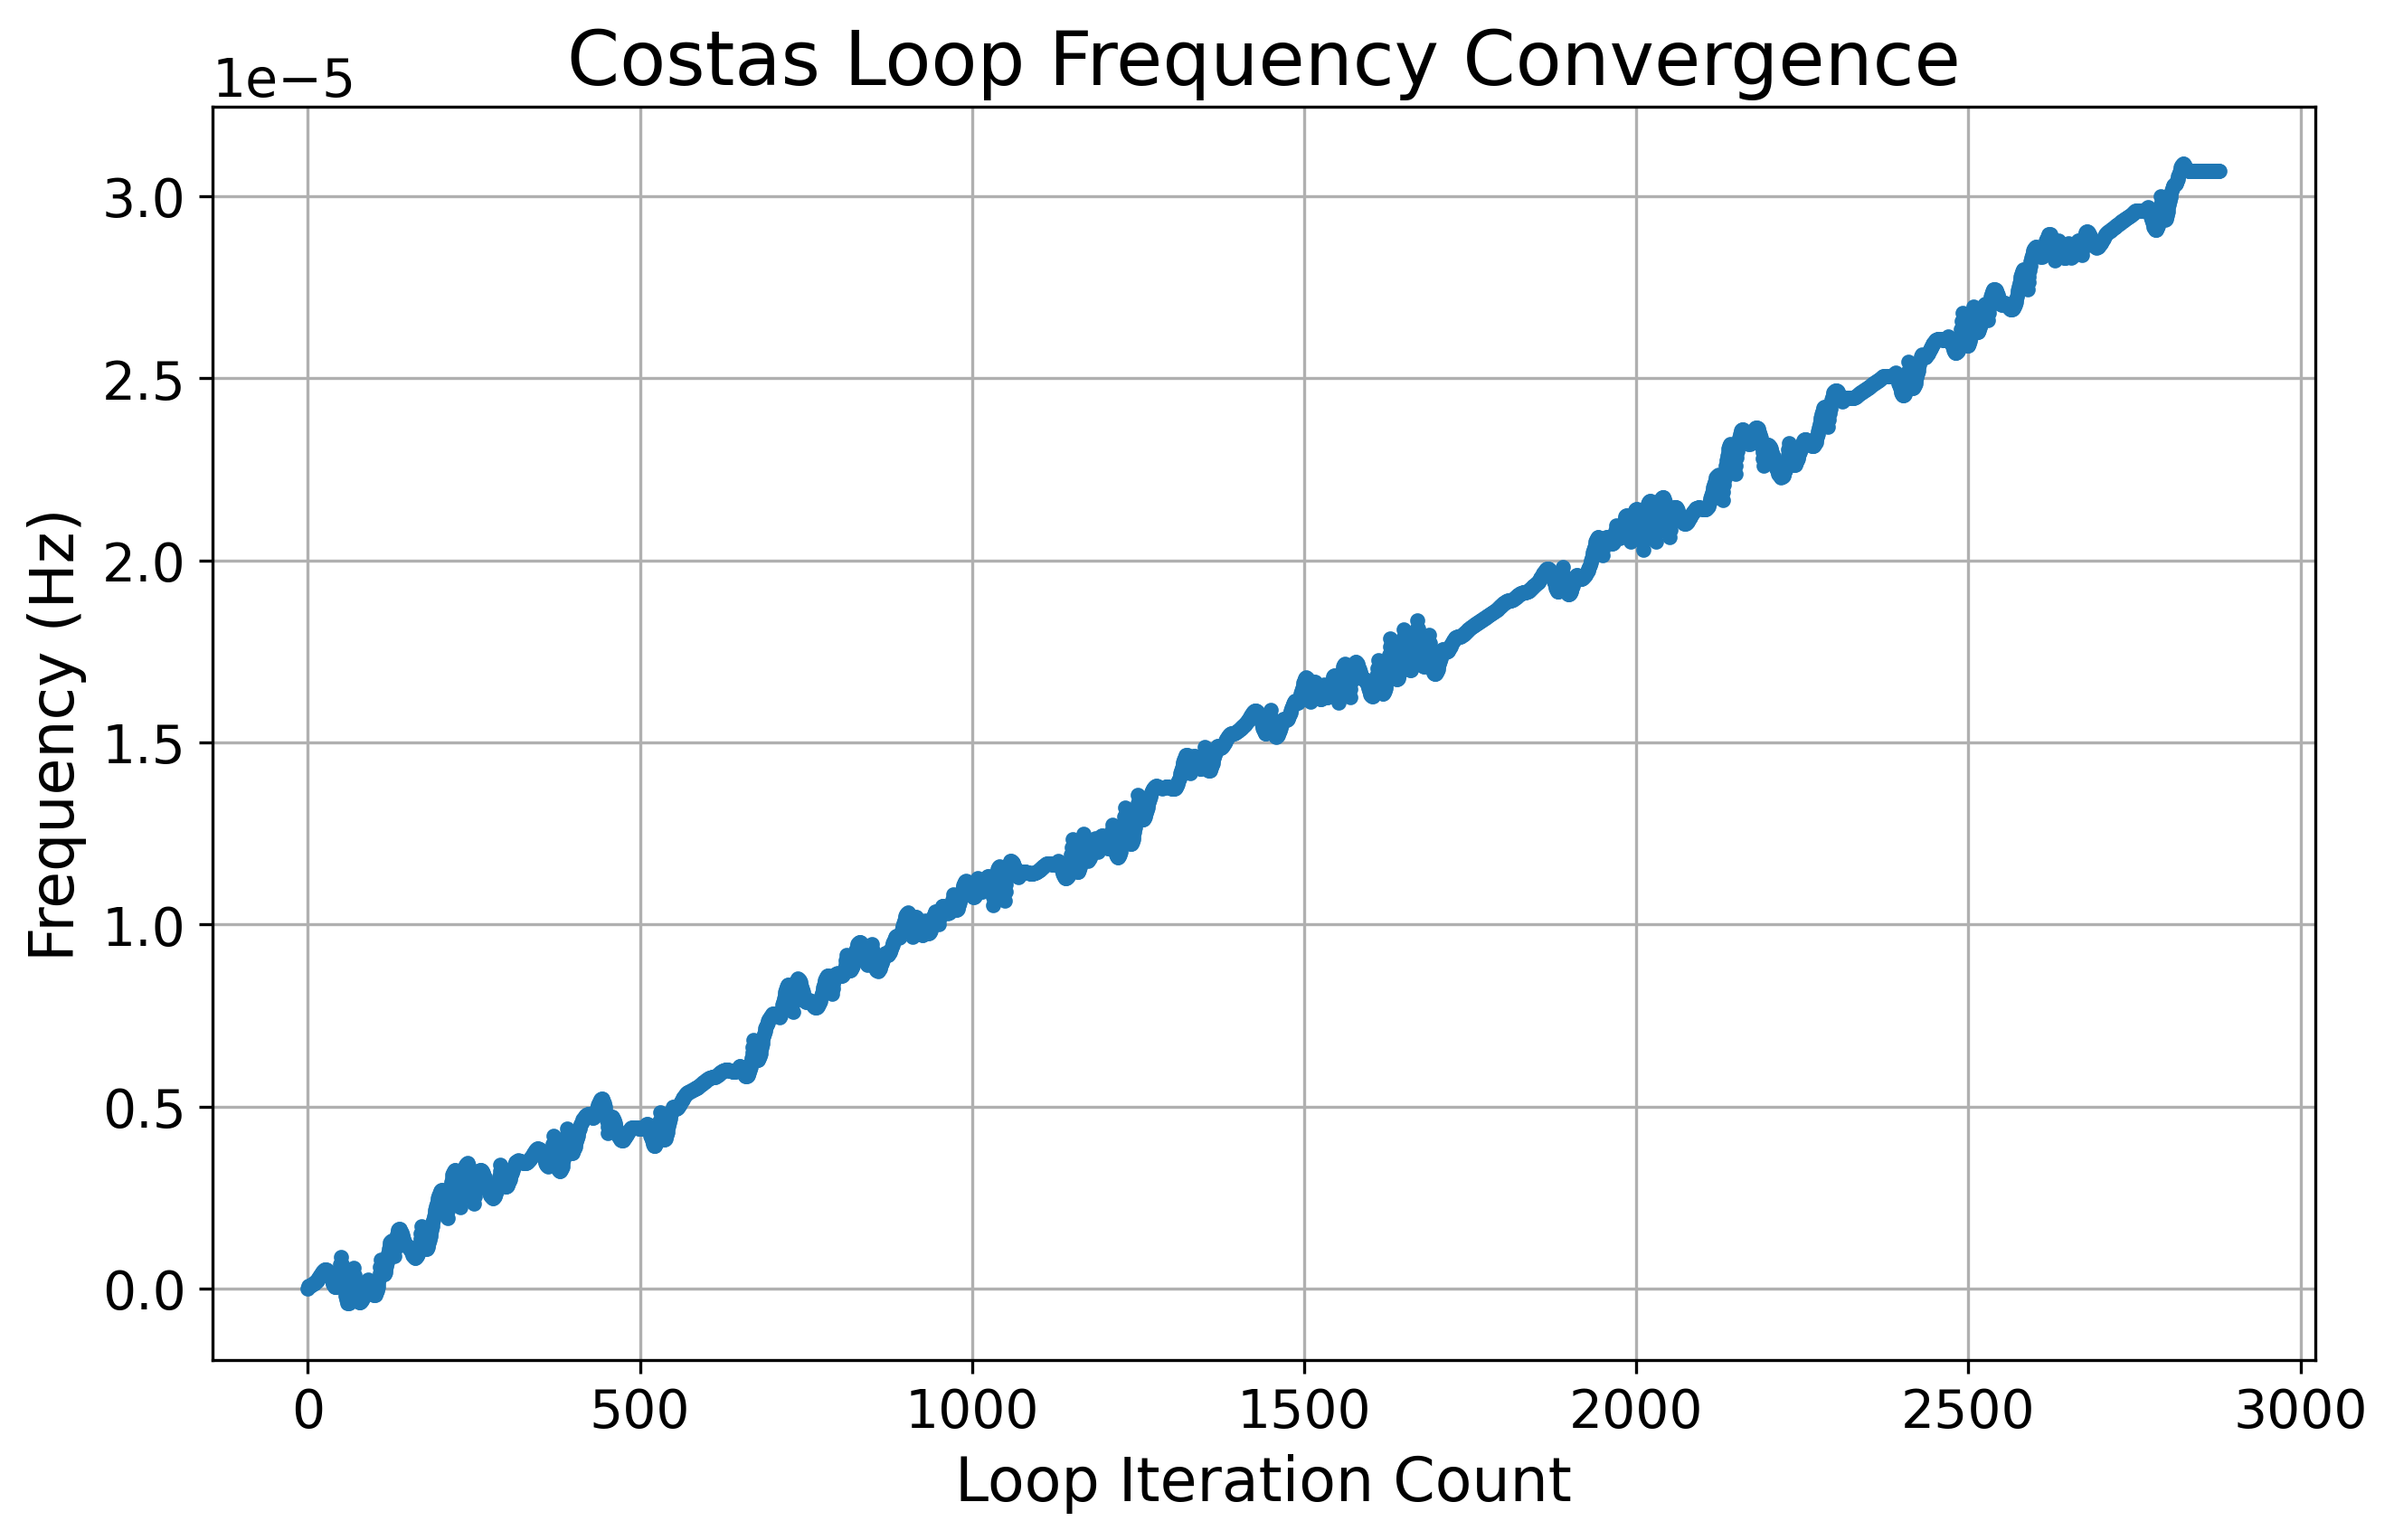 Costas Loop Frequency Convergence
1e−5
Frequency (Hz)
3.0
2.5
2.0
1.5
1.0
0.5
0.0
0 500 1000 1500 2000 2500 3000
Loop Iteration Count